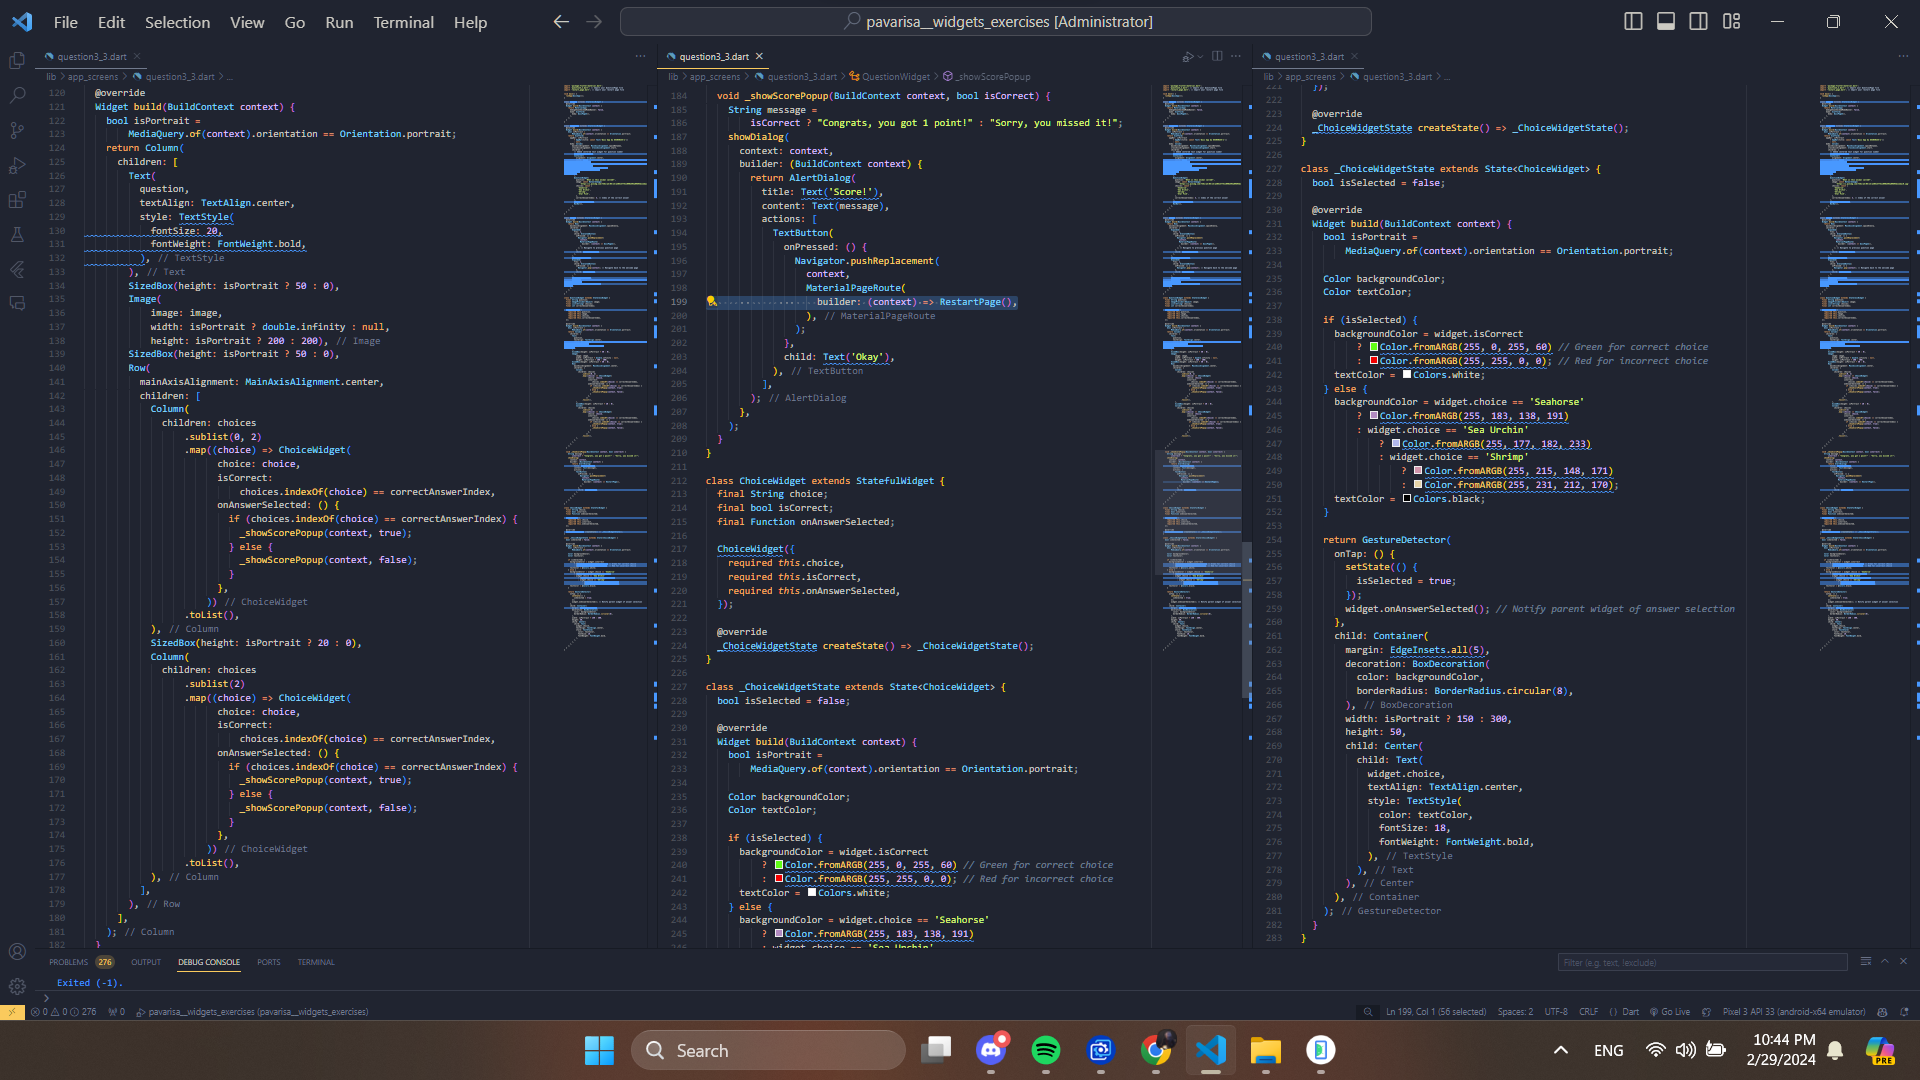 File Edit Selection View Go Run Terminal Help
pavarisa__widgets_exercises [Administrator]
question3_3.dart
lib > app_screens > question3_3.dart > ...
120 @override
121 Widget build(BuildContext context) {
122 bool isPortrait =
123 MediaQuery.of(context).orientation == Orientation.portrait;
124 return Column(
125 children: [
126 Text(
127 question,
128 textAlign: TextAlign.center,
129 style: TextStyle(
130 fontSize: 20,
131 fontWeight: FontWeight.bold,
132 ), // TextStyle
133 ), // Text
134 SizedBox(height: isPortrait ? 50 : 0),
135 Image(
136 image: image,
137 width: isPortrait ? double.infinity : null,
138 height: isPortrait ? 200 : 200), // Image
139 SizedBox(height: isPortrait ? 50 : 0),
140 Row(
141 mainAxisAlignment: MainAxisAlignment.center,
142 children: [
143 Column(
144 children: choices
145 .sublist(0, 2)
146 .map((choice) => ChoiceWidget(
147 choice: choice,
148 isCorrect:
149 choices.indexOf(choice) == correctAnswerIndex,
150 onAnswerSelected: () {
151 if (choices.indexOf(choice) == correctAnswerIndex) {
152 _showScorePopup(context, true);
153 } else {
154 _showScorePopup(context, false);
155 }
156 },
157 )) // ChoiceWidget
158 .toList(),
159 ), // Column
160 SizedBox(height: isPortrait ? 20 : 0),
161 Column(
162 children: choices
163 .sublist(2)
164 .map((choice) => ChoiceWidget(
165 choice: choice,
166 isCorrect:
167 choices.indexOf(choice) == correctAnswerIndex,
168 onAnswerSelected: () {
169 if (choices.indexOf(choice) == correctAnswerIndex) {
170 _showScorePopup(context, true);
171 } else {
172 _showScorePopup(context, false);
173 }
174 },
175 )) // ChoiceWidget
176 .toList(),
177 ), // Column
178 ],
179 ), // Row
180 ],
181 ); // Column
182 }
question3_3.dart
lib > app_screens > question3_3.dart > QuestionWidget > _showScorePopup
184 void _showScorePopup(BuildContext context, bool isCorrect) {
185 String message =
186 isCorrect ? "Congrats, you got 1 point!" : "Sorry, you missed it!";
187 showDialog(
188 context: context,
189 builder: (BuildContext context) {
190 return AlertDialog(
191 title: Text('Score!'),
192 content: Text(message),
193 actions: [
194 TextButton(
195 onPressed: () {
196 Navigator.pushReplacement(
197 context,
198 MaterialPageRoute(
199 builder: (context) => RestartPage(),
200 ), // MaterialPageRoute
201 );
202 },
203 child: Text('Okay'),
204 ), // TextButton
205 ],
206 ); // AlertDialog
207 },
208 );
209 }
210 }
211
212 class ChoiceWidget extends StatefulWidget {
213 final String choice;
214 final bool isCorrect;
215 final Function onAnswerSelected;
216
217 ChoiceWidget({
218 required this.choice,
219 required this.isCorrect,
220 required this.onAnswerSelected,
221 });
222
223 @override
224 _ChoiceWidgetState createState() => _ChoiceWidgetState();
225 }
226
227 class _ChoiceWidgetState extends State<ChoiceWidget> {
228 bool isSelected = false;
229
230 @override
231 Widget build(BuildContext context) {
232 bool isPortrait =
233 MediaQuery.of(context).orientation == Orientation.portrait;
234
235 Color backgroundColor;
236 Color textColor;
237
238 if (isSelected) {
239 backgroundColor = widget.isCorrect
240 ? Color.fromARGB(255, 0, 255, 60) // Green for correct choice
241 : Color.fromARGB(255, 255, 0, 0); // Red for incorrect choice
242 textColor = Colors.white;
243 } else {
244 backgroundColor = widget.choice == 'Seahorse'
245 ? Color.fromARGB(255, 183, 138, 191)
246 : widget.choice == 'Sea Urchin'
question3_3.dart
lib > app_screens > question3_3.dart > ...
221 });
222
223 @override
224 _ChoiceWidgetState createState() => _ChoiceWidgetState();
225 }
226
227 class _ChoiceWidgetState extends State<ChoiceWidget> {
228 bool isSelected = false;
229
230 @override
231 Widget build(BuildContext context) {
232 bool isPortrait =
233 MediaQuery.of(context).orientation == Orientation.portrait;
234
235 Color backgroundColor;
236 Color textColor;
237
238 if (isSelected) {
239 backgroundColor = widget.isCorrect
240 ? Color.fromARGB(255, 0, 255, 60) // Green for correct choice
241 : Color.fromARGB(255, 255, 0, 0); // Red for incorrect choice
242 textColor = Colors.white;
243 } else {
244 backgroundColor = widget.choice == 'Seahorse'
245 ? Color.fromARGB(255, 183, 138, 191)
246 : widget.choice == 'Sea Urchin'
247 ? Color.fromARGB(255, 177, 182, 233)
248 : widget.choice == 'Shrimp'
249 ? Color.fromARGB(255, 215, 148, 171)
250 : Color.fromARGB(255, 231, 212, 170);
251 textColor = Colors.black;
252 }
253
254 return GestureDetector(
255 onTap: () {
256 setState(() {
257 isSelected = true;
258 });
259 widget.onAnswerSelected(); // Notify parent widget of answer selection
260 },
261 child: Container(
262 margin: EdgeInsets.all(5),
263 decoration: BoxDecoration(
264 color: backgroundColor,
265 borderRadius: BorderRadius.circular(8),
266 ), // BoxDecoration
267 width: isPortrait ? 150 : 300,
268 height: 50,
269 child: Center(
270 child: Text(
271 widget.choice,
272 textAlign: TextAlign.center,
273 style: TextStyle(
274 color: textColor,
275 fontSize: 18,
276 fontWeight: FontWeight.bold,
277 ), // TextStyle
278 ), // Text
279 ), // Center
280 ), // Container
281 ); // GestureDetector
282 }
283 }
PROBLEMS 276 OUTPUT DEBUG CONSOLE PORTS TERMINAL
Filter (e.g. text, !exclude)
Exited (-1).
0 0 276 0 pavarisa__widgets_exercises (pavarisa__widgets_exercises)
Ln 199, Col 1 (56 selected) Spaces: 2 UTF-8 CRLF {} Dart Go Live Pixel 3 API 33 (android-x64 emulator)
Search
ENG
10:44 PM
2/29/2024
PRE